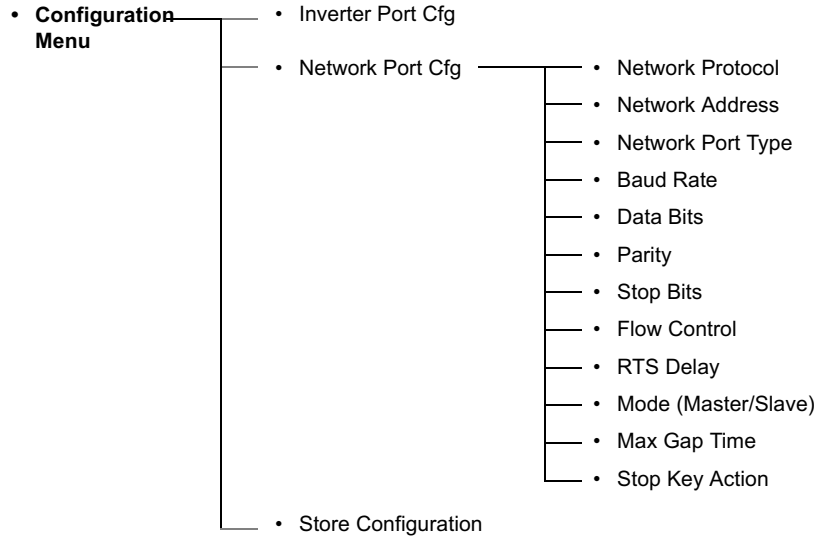 • Configuration
Menu
• Inverter Port Cfg
• Network Port Cfg
• Network Protocol
• Network Address
• Network Port Type
• Baud Rate
• Data Bits
• Parity
• Stop Bits
• Flow Control
• RTS Delay
• Mode (Master/Slave)
• Max Gap Time
• Stop Key Action
• Store Configuration